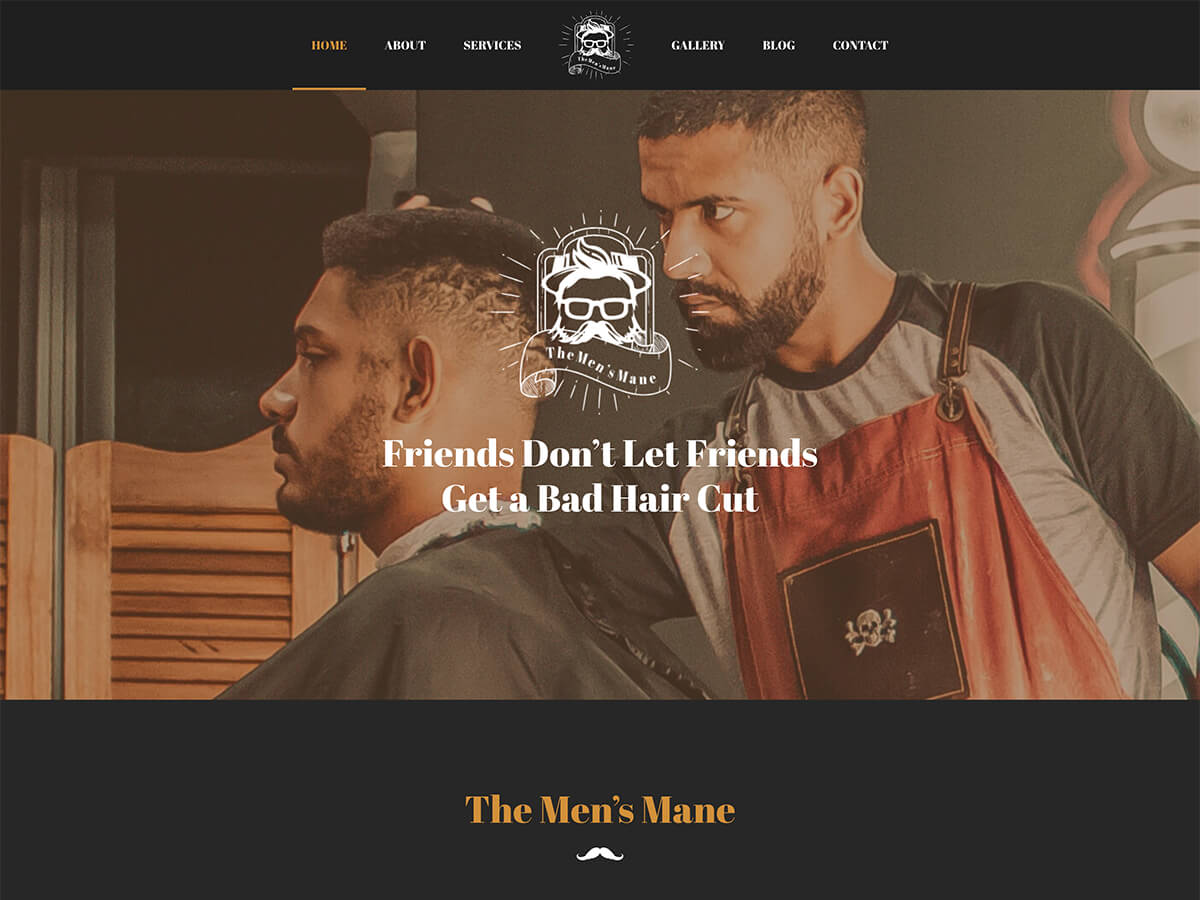 HOME ABOUT SERVICES The Men's Mane GALLERY BLOG CONTACT
The Men's Mane
Friends Don’t Let Friends
Get a Bad Hair Cut
The Men’s Mane